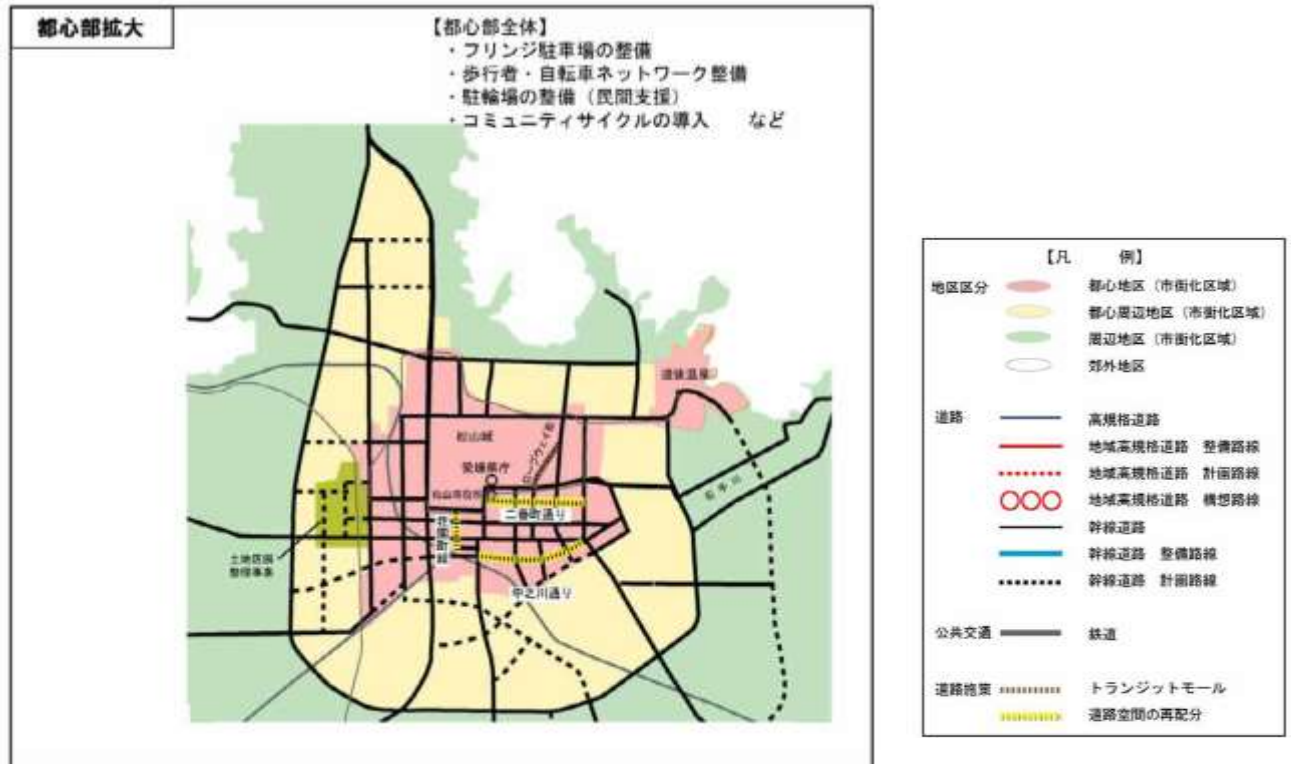 都心部拡大
【都心部全体】
・フリンジ駐車場の整備
・歩行者・自転車ネットワーク整備
・駐輪場の整備（民間支援）
・コミュニティサイクルの導入　など
道後温泉
松山城
愛媛県庁
ロープウェイ街
松山市役所
石手川
二番町通り
花園町線
土地区画
整理事業
中之川通り
【凡　例】
地区区分
都心地区（市街化区域）
都心周辺地区（市街化区域）
周辺地区（市街化区域）
郊外地区
道路
高規格道路
地域高規格道路　整備路線
地域高規格道路　計画路線
地域高規格道路　構想路線
幹線道路
幹線道路　整備路線
幹線道路　計画路線
公共交通
鉄道
道路施策
トランジットモール
道路空間の再配分